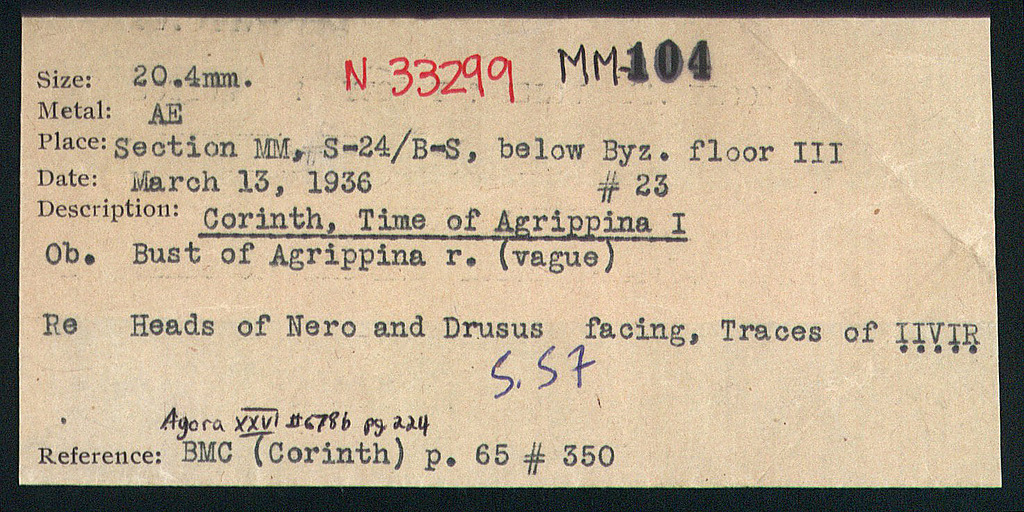 N 33299 MM-104
Size: 20.4mm.
Metal: AE
Place: Section MM, S-24/B-S, below Byz. floor III
Date: March 13, 1936 # 23
Description: Corinth, Time of Agrippina I
Ob. Bust of Agrippina r. (vague)
Re Heads of Nero and Drusus facing, Traces of IIVIR
S.57
Agora XXVI #678b pg 224
Reference: BMC (Corinth) p. 65 # 350